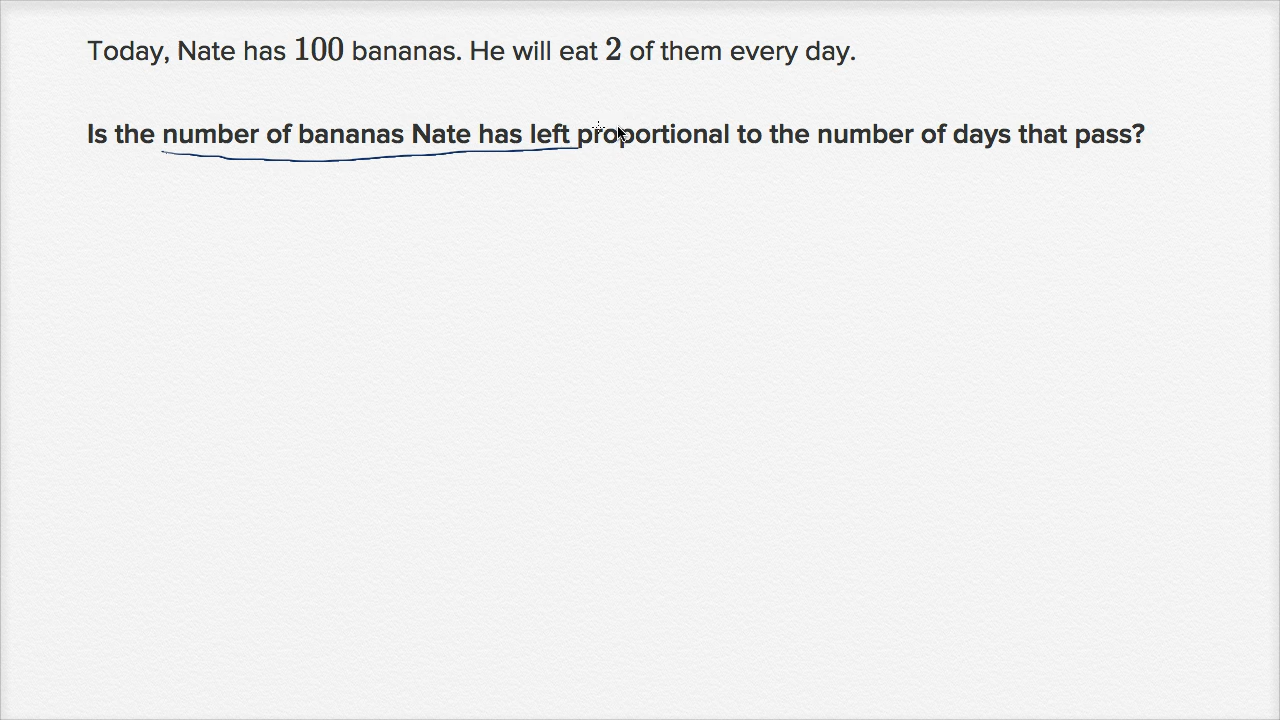 Today, Nate has 100 bananas. He will eat 2 of them every day.
Is the number of bananas Nate has left proportional to the number of days that pass?